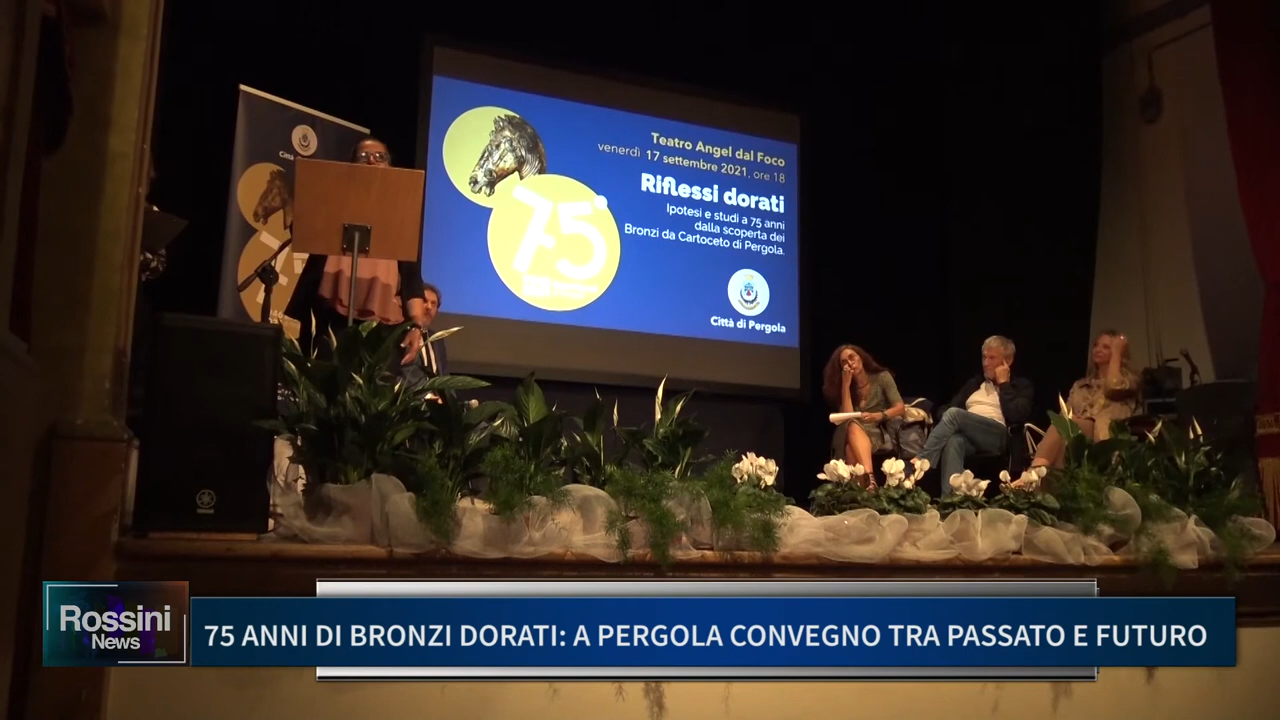 Teatro Angel dal Foco
venerdì 17 settembre 2021, ore 18
Riflessi dorati
Ipotesi e studi a 75 anni
dalla scoperta dei
Bronzi da Cartoceto di Pergola.
75°
Città di Pergola
YAMAHA
Rossini
News
75 ANNI DI BRONZI DORATI: A PERGOLA CONVEGNO TRA PASSATO E FUTURO